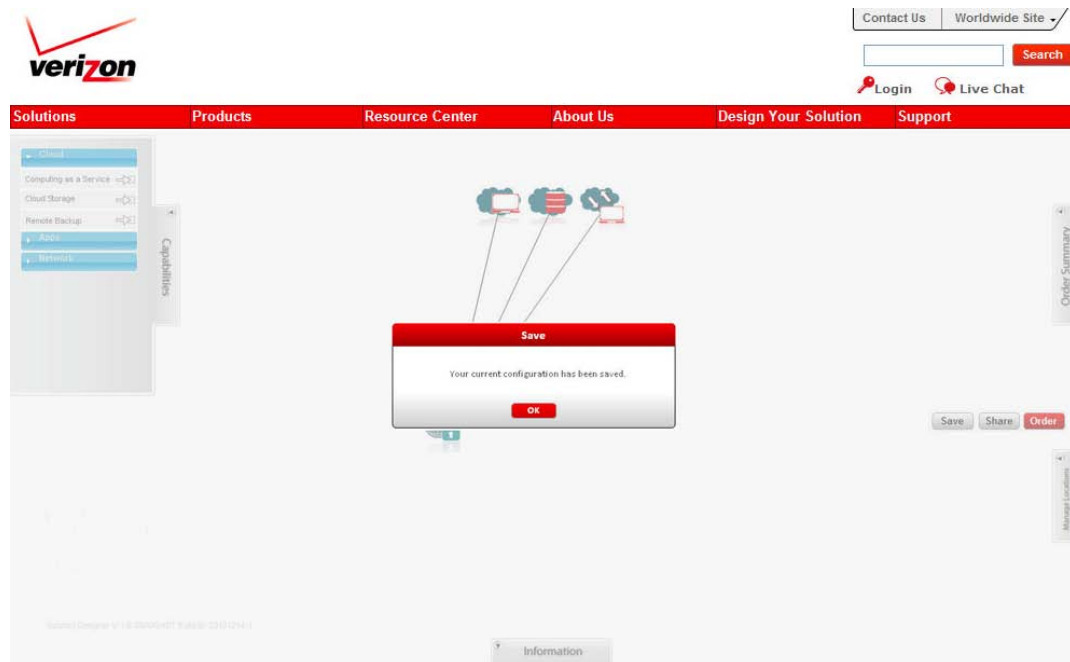 Contact Us
Worldwide Site
verizon
Search
Login
Live Chat
Solutions
Products
Resource Center
About Us
Design Your Solution
Support
Cloud
Computing as a Service
Cloud Storage
Remote Backup
Apps
Network
Capabilities
Order Summary
Save
Your current configuration has been saved.
OK
Save
Share
Order
Manage Locations
Information